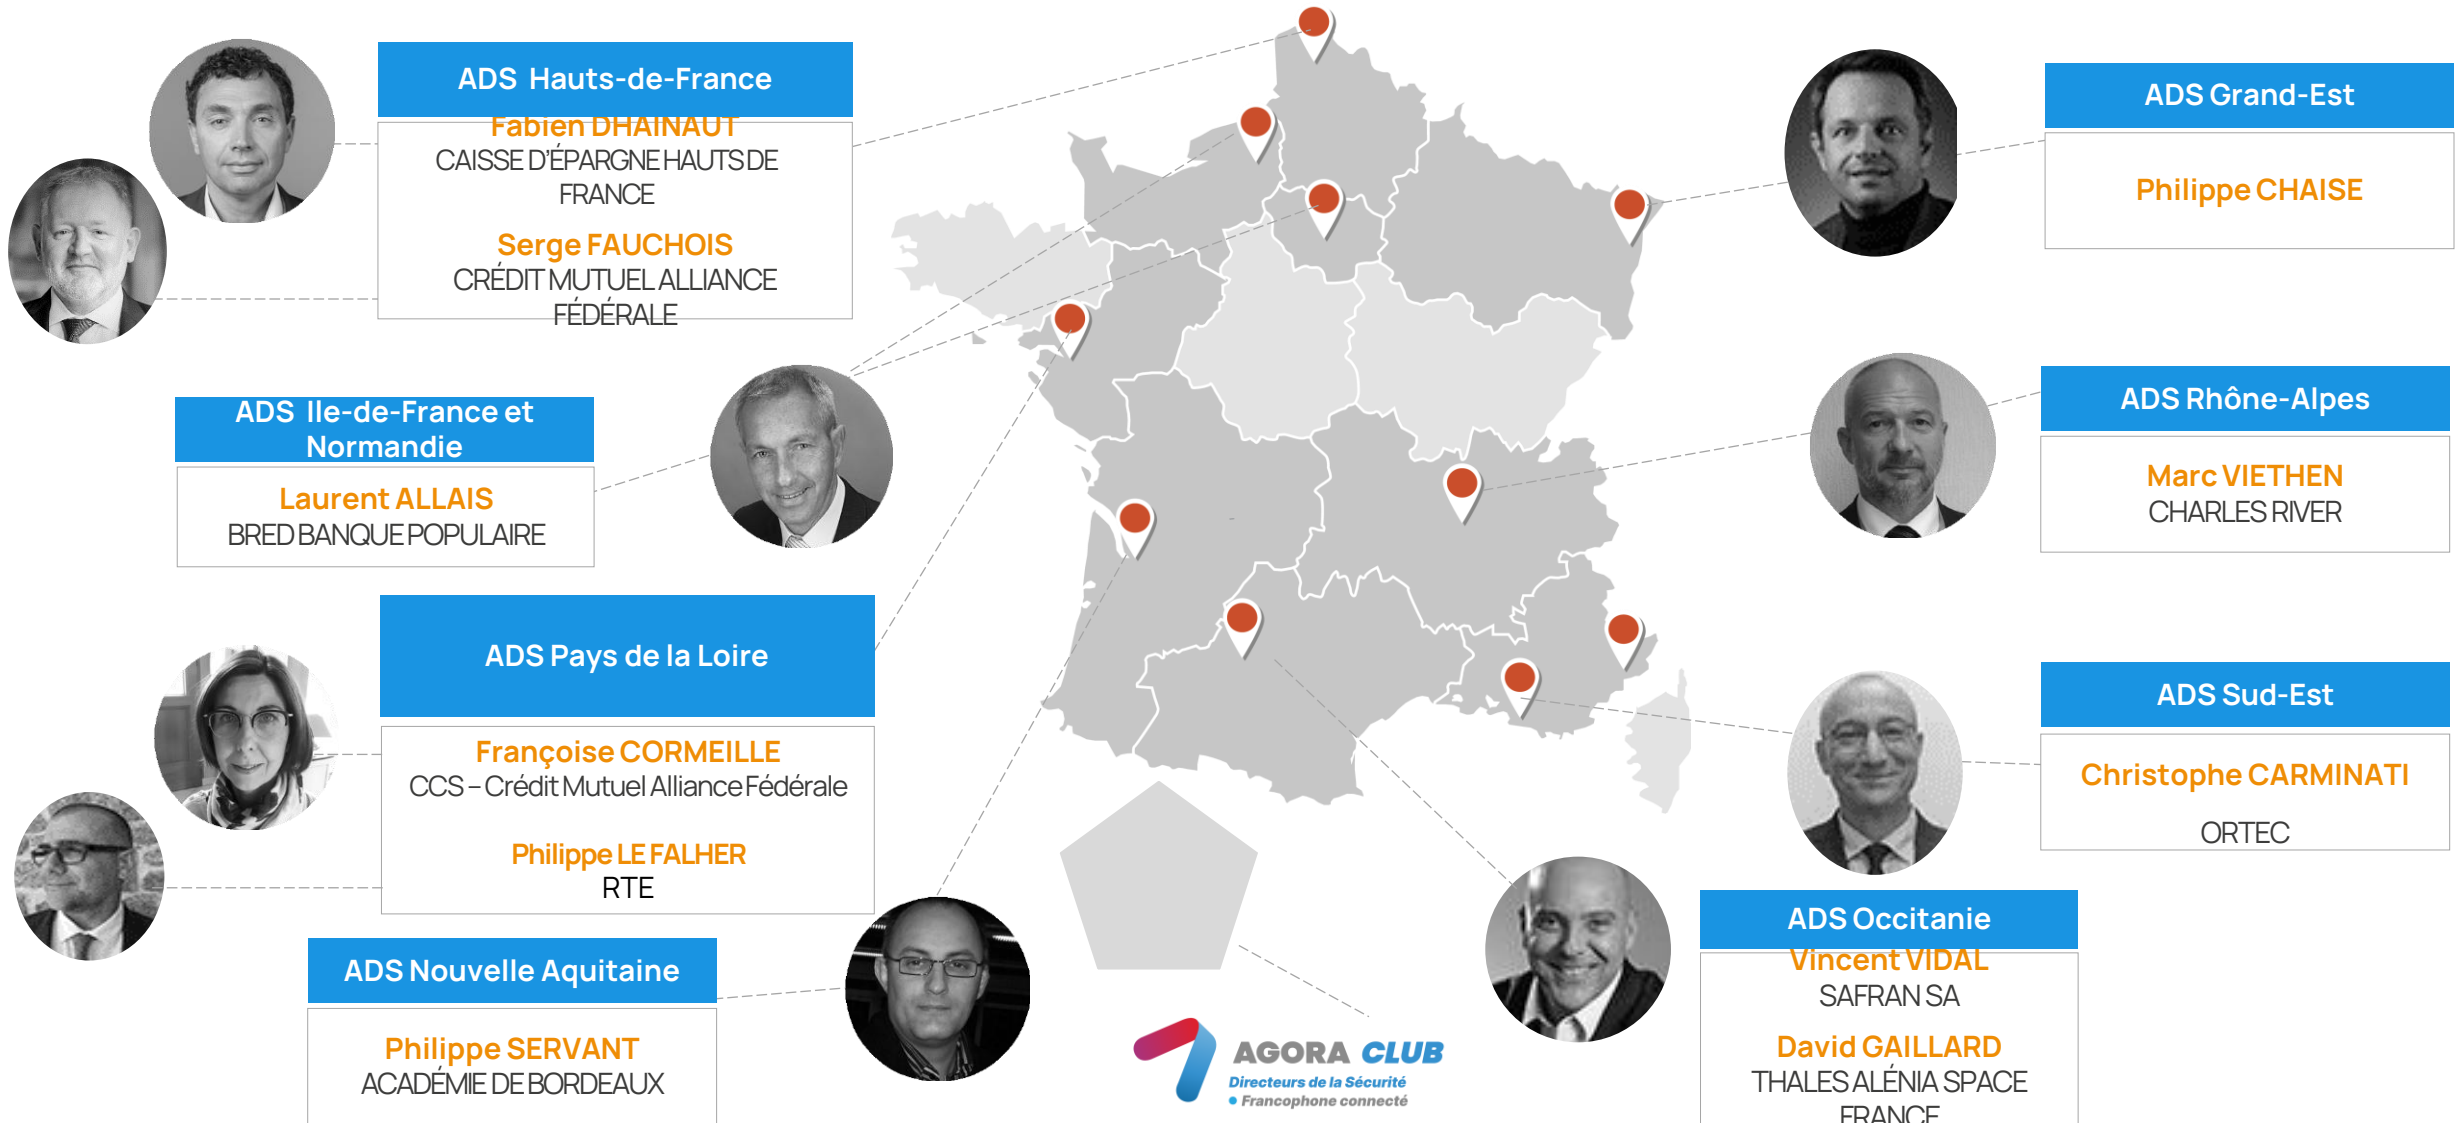 ADS Hauts-de-France
Fabien DHAINAUT
CAISSE D'ÉPARGNE HAUTS DE
FRANCE
Serge FAUCHOIS
CRÉDIT MUTUEL ALLIANCE
FÉDÉRALE
ADS Ile-de-France et
Normandie
Laurent ALLAIS
BRED BANQUE POPULAIRE
ADS Pays de la Loire
Françoise CORMEILLE
CCS – Crédit Mutuel Alliance Fédérale
Philippe LE FALHER
RTE
ADS Nouvelle Aquitaine
Philippe SERVANT
ACADÉMIE DE BORDEAUX
AGORA CLUB
Directeurs de la Sécurité
• Francophone connecté
ADS Grand-Est
Philippe CHAISE
ADS Rhône-Alpes
Marc VIETHEN
CHARLES RIVER
ADS Sud-Est
Christophe CARMINATI
ORTEC
ADS Occitanie
Vincent VIDAL
SAFRAN SA
David GAILLARD
THALES ALÉNIA SPACE
FRANCE